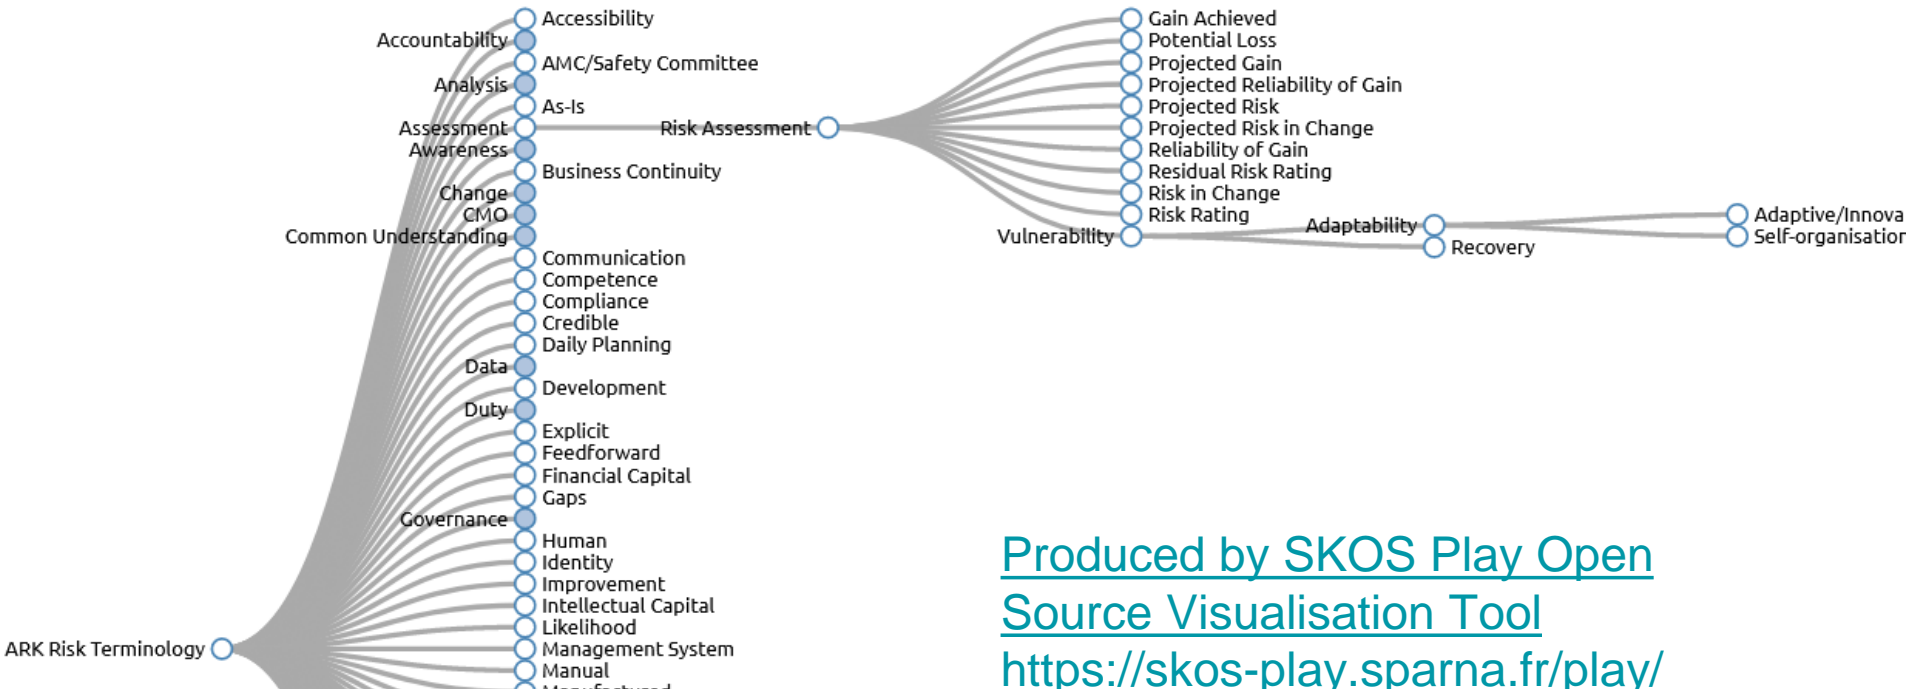 Accessibility
Accountability
AMC/Safety Committee
Analysis
As-Is
Assessment
Awareness
Business Continuity
Change
CMO
Common Understanding
Communication
Competence
Compliance
Credible
Daily Planning
Data
Development
Duty
Explicit
Feedforward
Financial Capital
Gaps
Governance
Human
Identity
Improvement
Intellectual Capital
Likelihood
ARK Risk Terminology
Management System
Manual
Risk Assessment
Gain Achieved
Potential Loss
Projected Gain
Projected Reliability of Gain
Projected Risk
Projected Risk in Change
Reliability of Gain
Residual Risk Rating
Risk in Change
Risk Rating
Vulnerability
Adaptability
Recovery
Adaptive/Innova
Self-organisation
Produced by SKOS Play Open
Source Visualisation Tool
https://skos-play.sparna.fr/play/